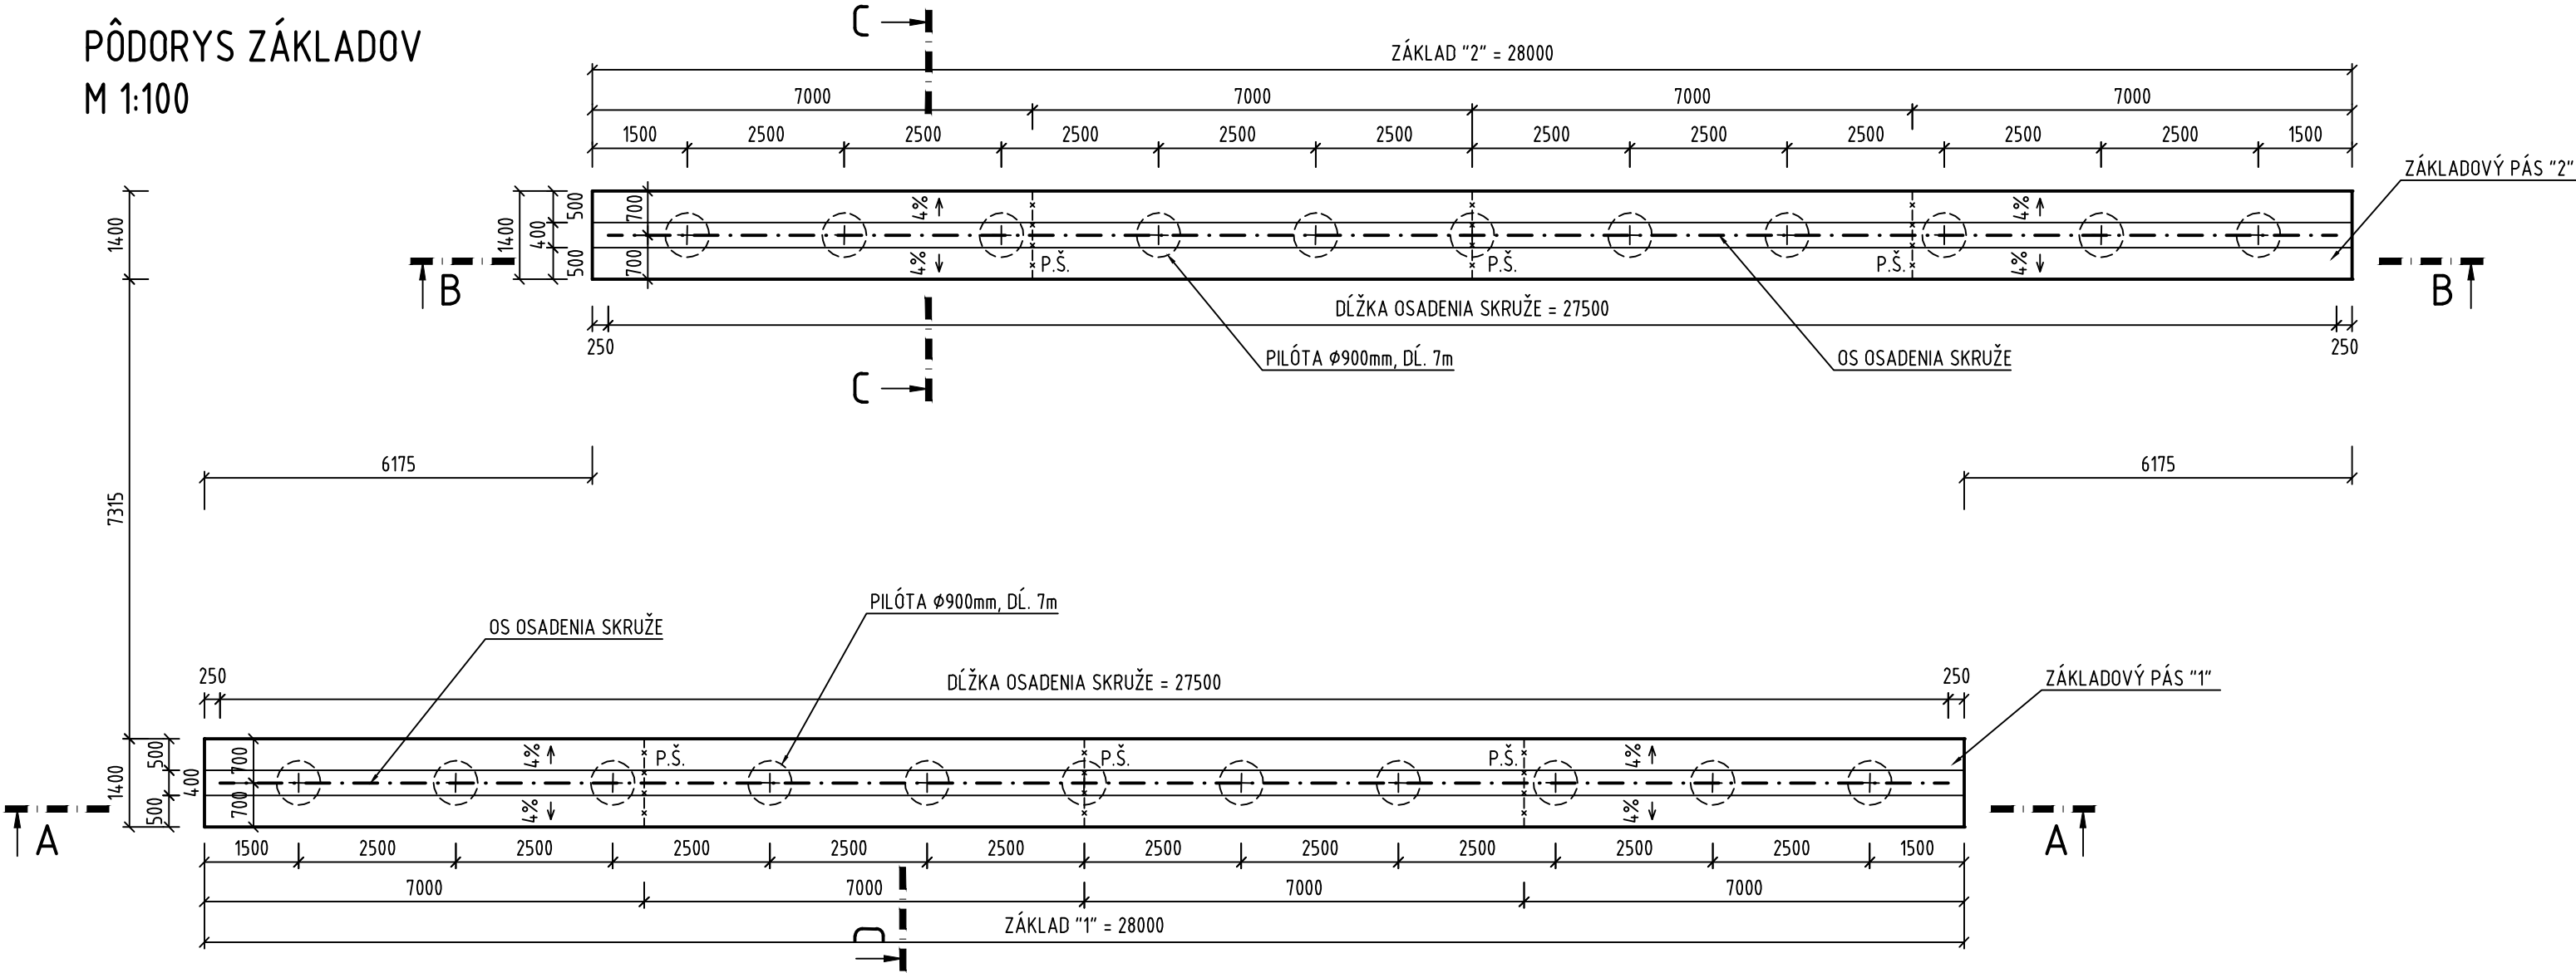 PÔDORYS ZÁKLADOV
M 1:100
C
ZÁKLAD "2" = 28000
7000 7000 7000 7000
1500 2500 2500 2500 2500 2500 2500 2500 2500 2500 2500 1500
ZÁKLADOVÝ PÁS "2"
1400
1400
500
400
500
700
700
4%
4%
4%
4%
P.Š. P.Š. P.Š.
B B
DĹŽKA OSADENIA SKRUŽE = 27500
250 250
PILÓTA Ø900mm, DĹ. 7m
OS OSADENIA SKRUŽE
C
6175 6175
7315
PILÓTA Ø900mm, DĹ. 7m
OS OSADENIA SKRUŽE
250 250
DĹŽKA OSADENIA SKRUŽE = 27500
ZÁKLADOVÝ PÁS "1"
1400
500
400
500
700
700
4%
4%
4%
4%
P.Š. P.Š. P.Š.
A A
1500 2500 2500 2500 2500 2500 2500 2500 2500 2500 2500 1500
7000 7000 7000 7000
ZÁKLAD "1" = 28000
D